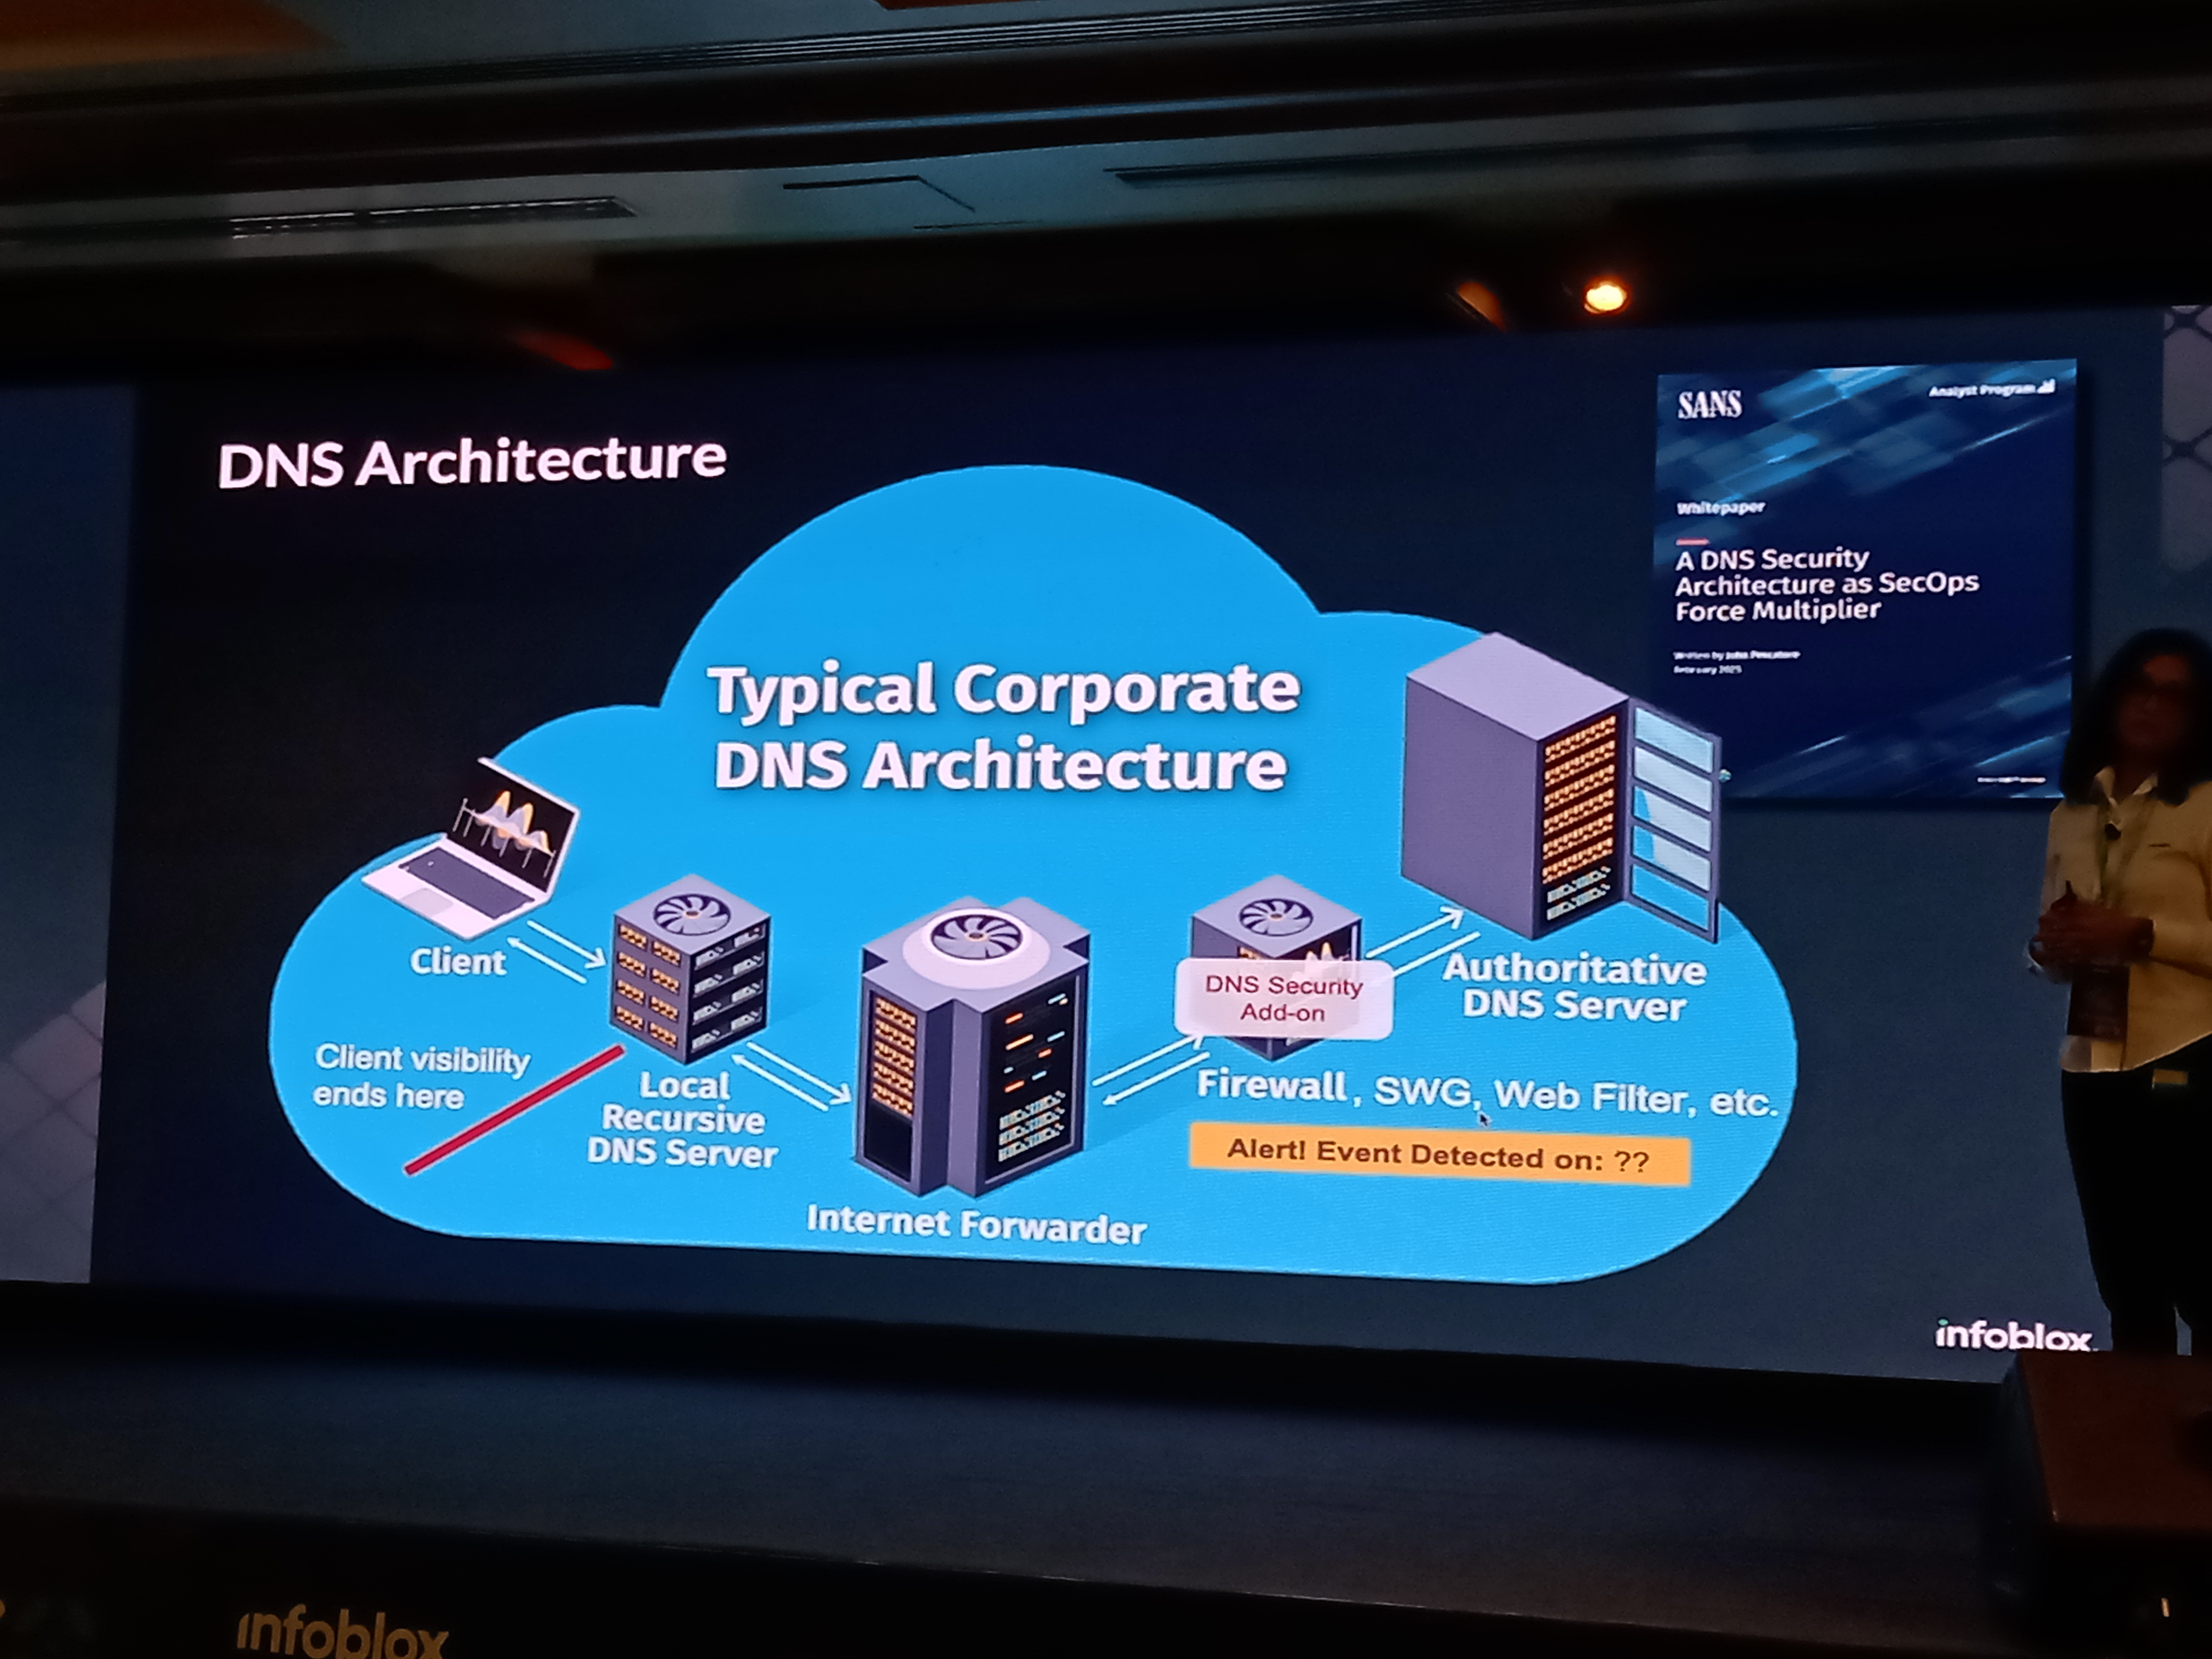 DNS Architecture
SANS
Analyst Program
Whitepaper
A DNS Security
Architecture as SecOps
Force Multiplier
Written by John Pescatore
February 2025
Typical Corporate
DNS Architecture
Client
Client visibility
ends here
Local
Recursive
DNS Server
Internet Forwarder
DNS Security
Add-on
Firewall, SWG, Web Filter, etc.
Alert! Event Detected on: ??
Authoritative
DNS Server
infoblox.
infoblox